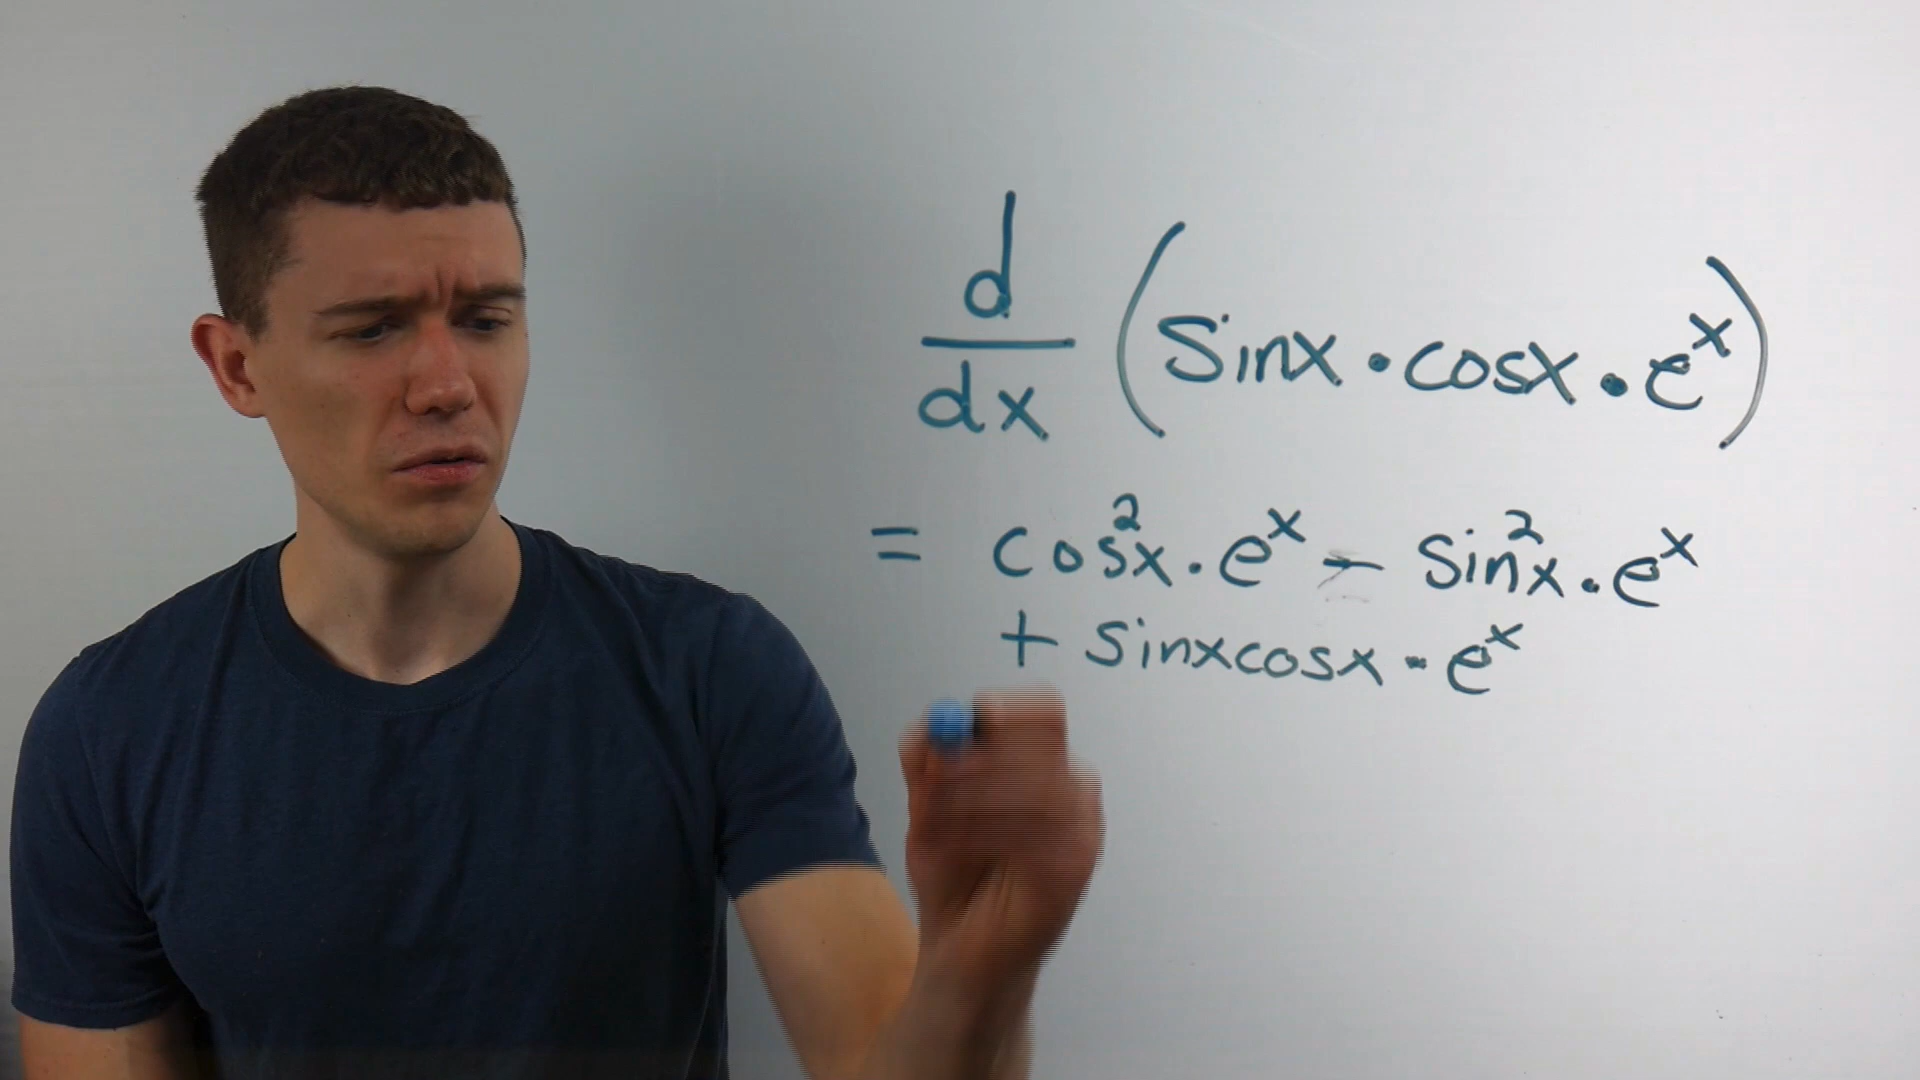 d
dx (sinx · cosx · e^x)
= cos²x · e^x - sin²x · e^x
+ sinxcosx · e^x